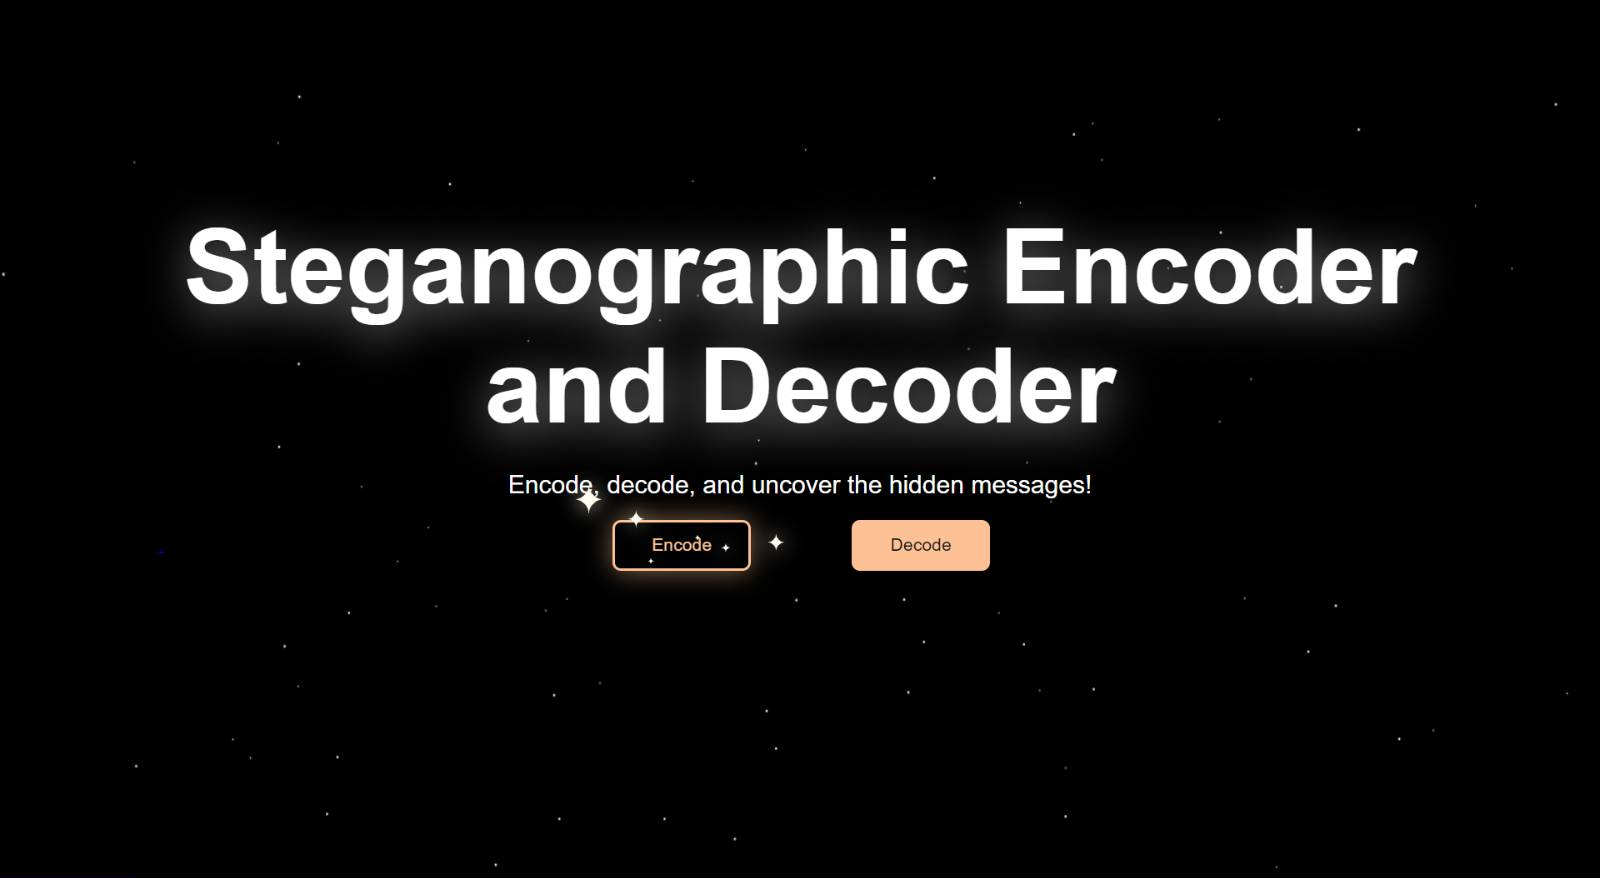 Steganographic Encoder
and Decoder
Encode, decode, and uncover the hidden messages!
Encode
Decode